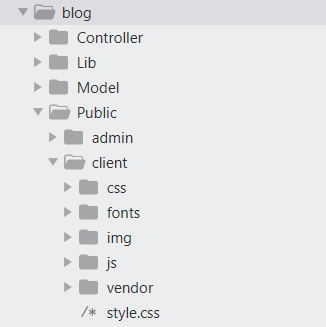 blog
Controller
Lib
Model
Public
admin
client
css
fonts
img
js
vendor
/* style.css